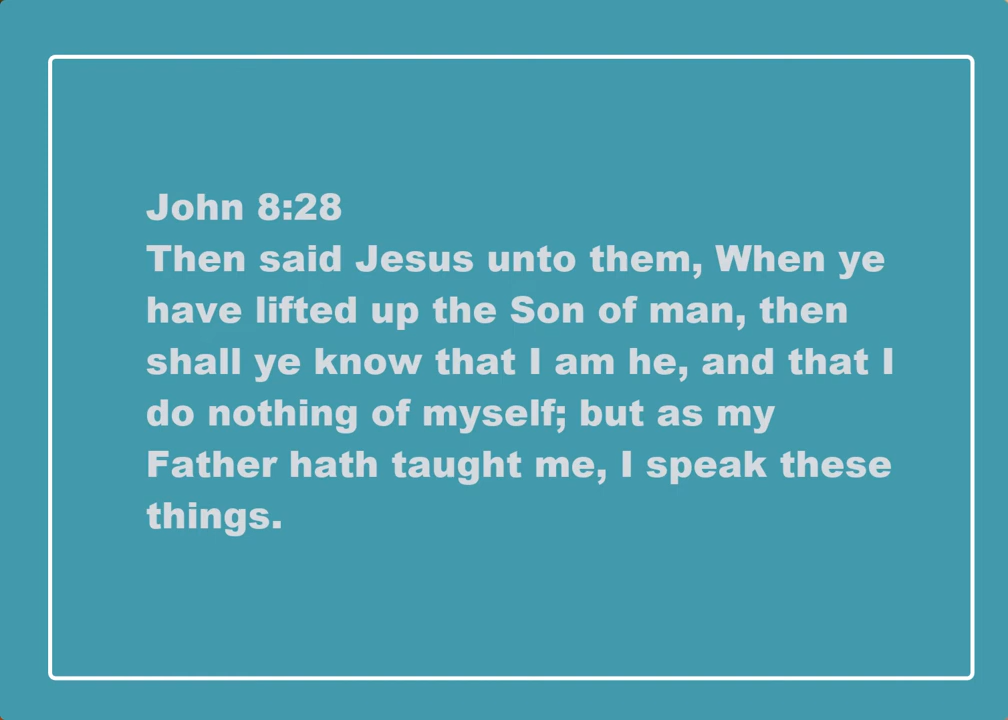 John 8:28
Then said Jesus unto them, When ye
have lifted up the Son of man, then
shall ye know that I am he, and that I
do nothing of myself; but as my
Father hath taught me, I speak these
things.